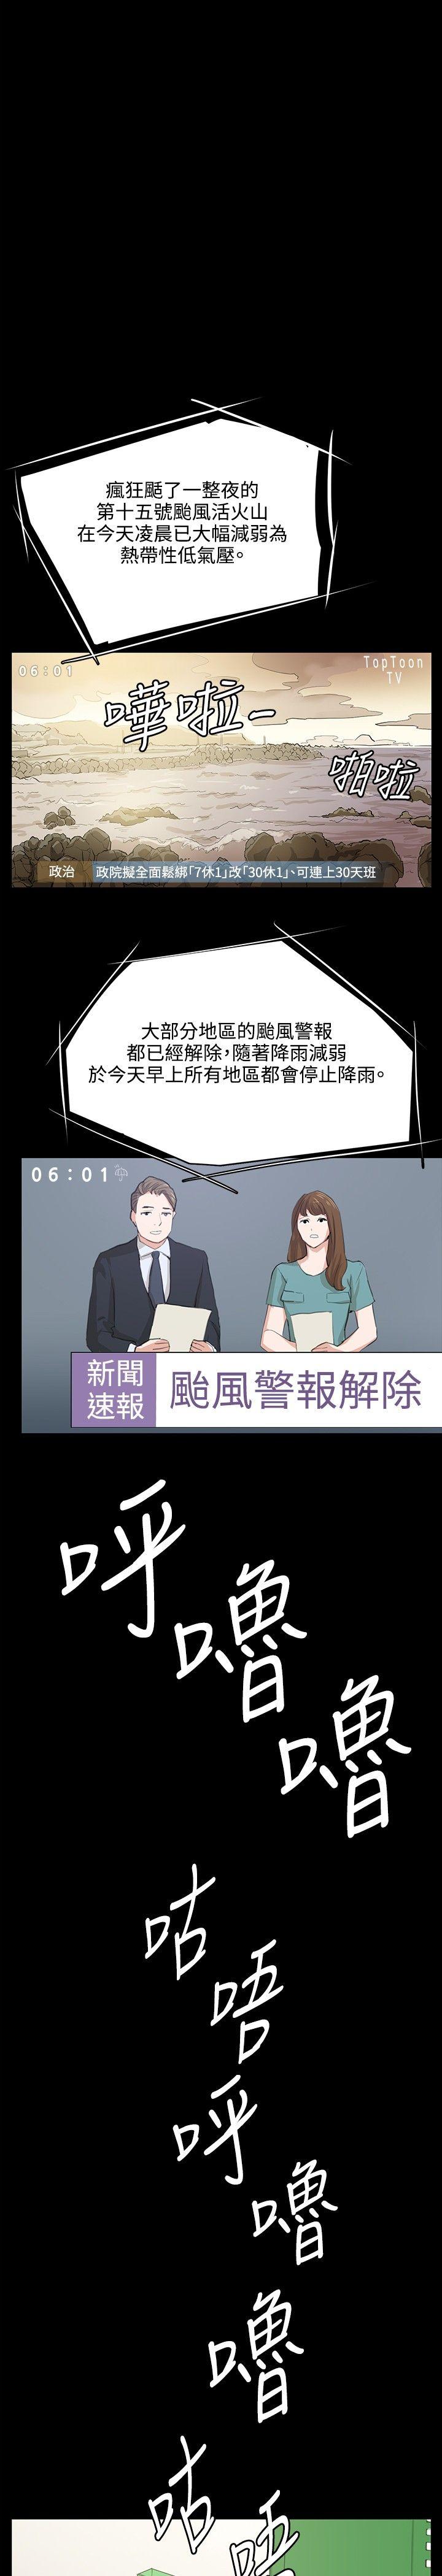 瘋狂颳了一整夜的
第十五號颱風活火山
在今天凌晨已大幅減弱為
熱帶性低氣壓。
06:01
TopToon
TV
嘩啦-
啪啦
政治 政院擬全面鬆綁「7休1」改「30休1」、可連上30天班
大部分地區的颱風警報
都已經解除，隨著降雨減弱
於今天早上所有地區都會停止降雨。
06:01
新聞
速報
颱風警報解除
呼
嚕
嚕
咕
唔
呼
嚕
嚕
咕
唔